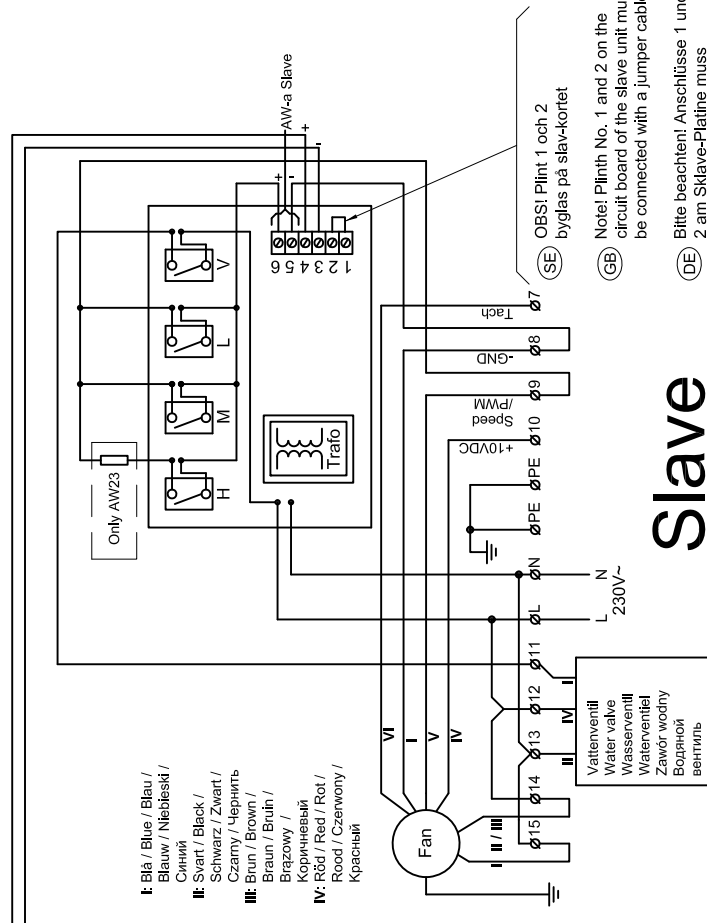 I: Blå / Blue / Blau /
Blauw / Niebieski /
Синий
II: Svart / Black /
Schwarz / Zwart /
Czarny / Чернить
III: Brun / Brown /
Braun / Bruin /
Brązowy /
Коричневый
IV: Röd / Red / Rot /
Rood / Czerwony /
Красный
Only AW23
H
M
L
V
Trafo
6 5 4 3 2 1
+
-
AW-a Slave
+
-
Fan
VI
I
V
IV
I
II / III
15
14
13
12
11
L
N
PE
PE
10
9
8
7
+10VDC
Speed
/PWM
-GND
Tach
II
IV
I
L
N
230V~
Vattenventil
Water valve
Wasserventil
Waterventiel
Zawór wodny
Водяной
вентиль
Slave
SE
OBS! Plint 1 och 2
byglas på slav-kortet
GB
Note! Plinth No. 1 and 2 on the
circuit board of the slave unit mu
be connected with a jumper cabl
DE
Bitte beachten! Anschlüsse 1 und
2 am Sklave-Platine muss